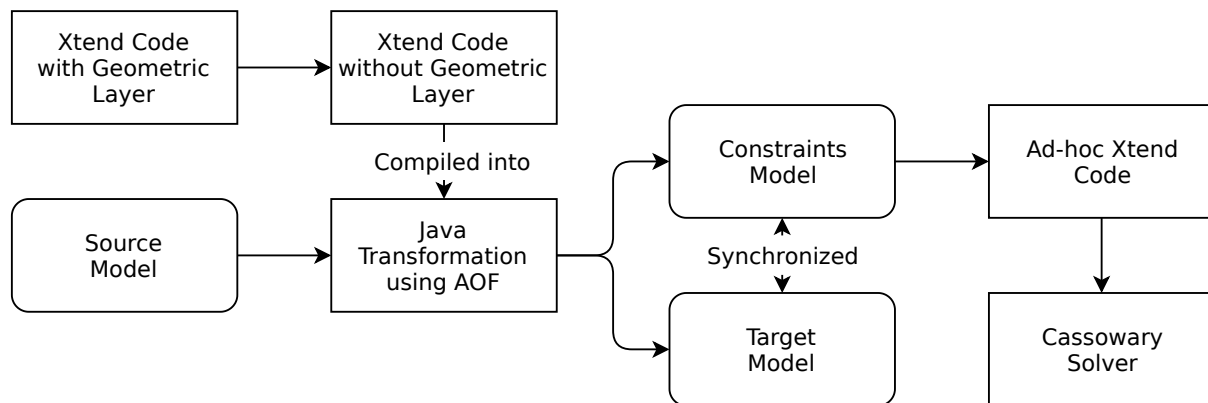 Xtend Code
with Geometric
Layer
Xtend Code
without Geometric
Layer
Compiled into
Source
Model
Java
Transformation
using AOF
Constraints
Model
Synchronized
Target
Model
Ad-hoc Xtend
Code
Cassowary
Solver